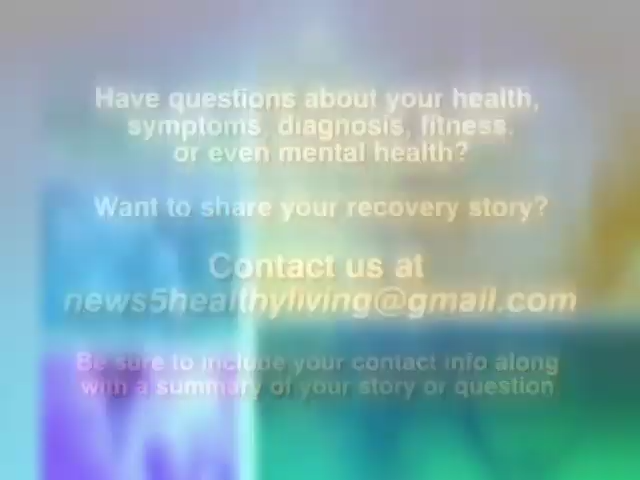 Have questions about your health,
symptoms, diagnosis, fitness,
or even mental health?
Want to share your recovery story?
Contact us at
news5healthyliving@gmail.com
Be sure to include your contact info along
with a summary of your story or question